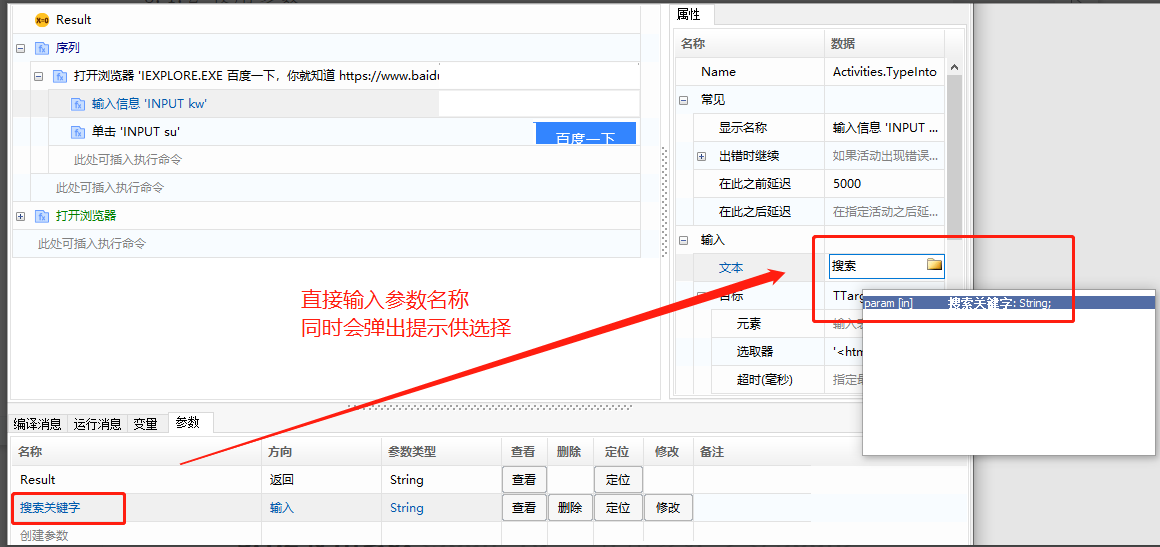 Result
序列
打开浏览器 'IEXPLORE.EXE 百度一下，你就知道 https://www.baidu
输入信息 'INPUT kw'
单击 'INPUT su'
百度一下
此处可插入执行命令
此处可插入执行命令
打开浏览器
此处可插入执行命令
属性
名称 数据
Name Activities.TypeInto
常见
显示名称 输入信息 'INPUT ...
出错时继续 如果活动出现错误...
在此之前延迟 5000
在此之后延迟 在指定活动之后延...
输入
文本 搜索
目标 TTarg
param [in] 搜索关键字: String;
元素
选取器 '<htm
超时(毫秒)
直接输入参数名称
同时会弹出提示供选择
编译消息 运行消息 变量 参数
名称 方向 参数类型 查看 删除 定位 修改 备注
Result 返回 String 查看 定位
搜索关键字 输入 String 查看 删除 定位 修改
创建参数